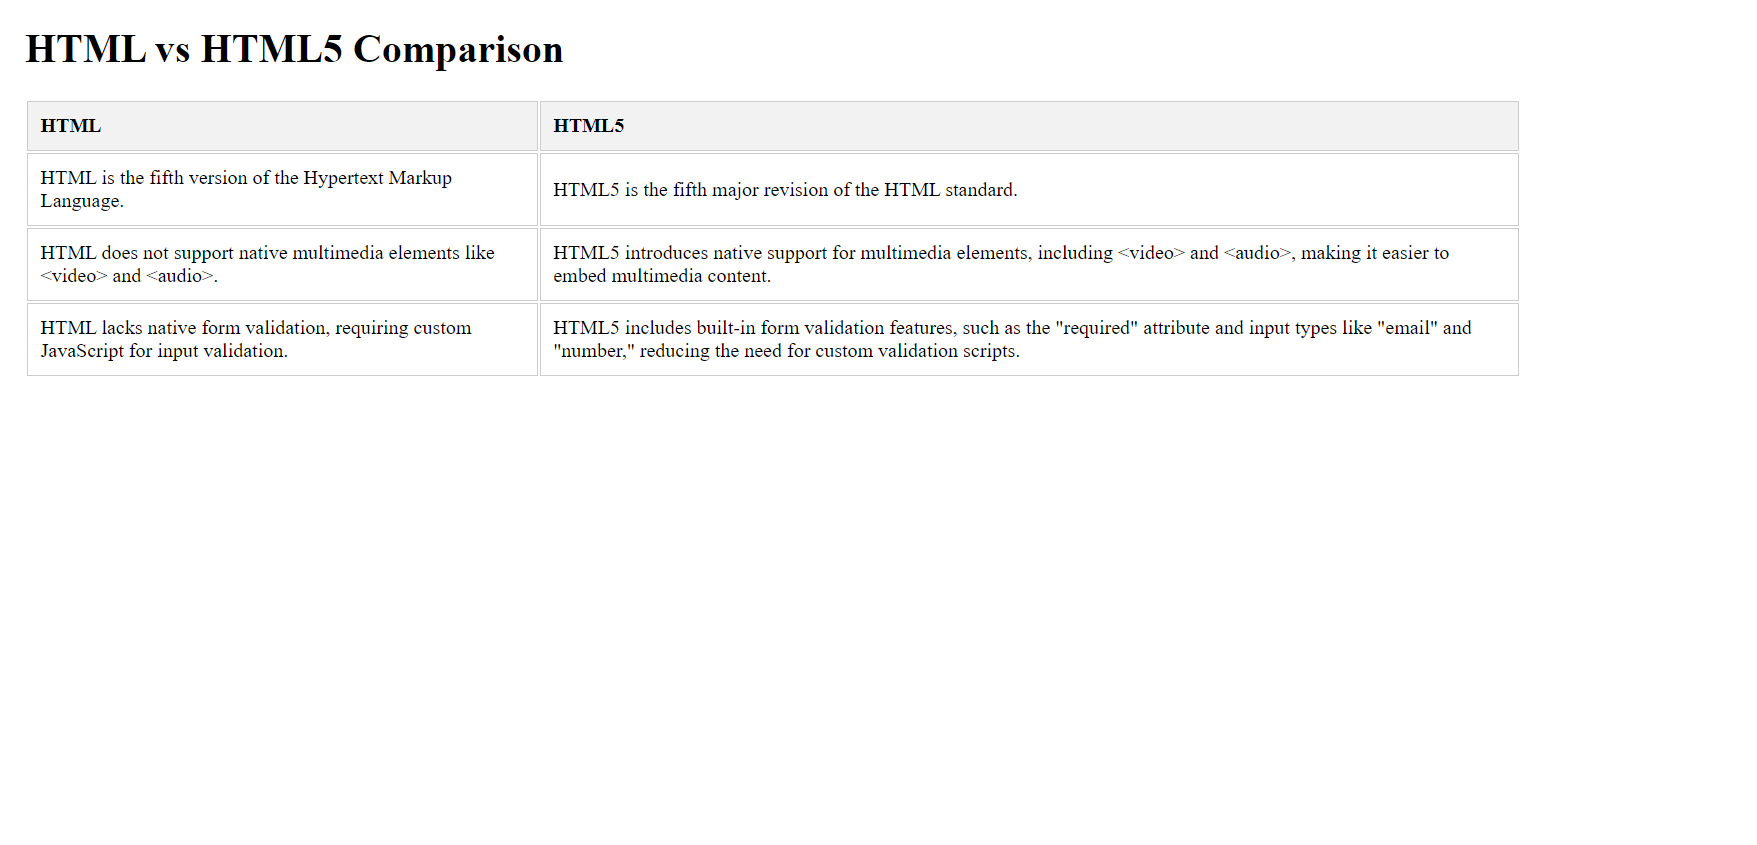 HTML vs HTML5 Comparison
HTML
HTML5
HTML is the fifth version of the Hypertext Markup
Language.
HTML5 is the fifth major revision of the HTML standard.
HTML does not support native multimedia elements like
<video> and <audio>.
HTML5 introduces native support for multimedia elements, including <video> and <audio>, making it easier to
embed multimedia content.
HTML lacks native form validation, requiring custom
JavaScript for input validation.
HTML5 includes built-in form validation features, such as the "required" attribute and input types like "email" and
"number," reducing the need for custom validation scripts.